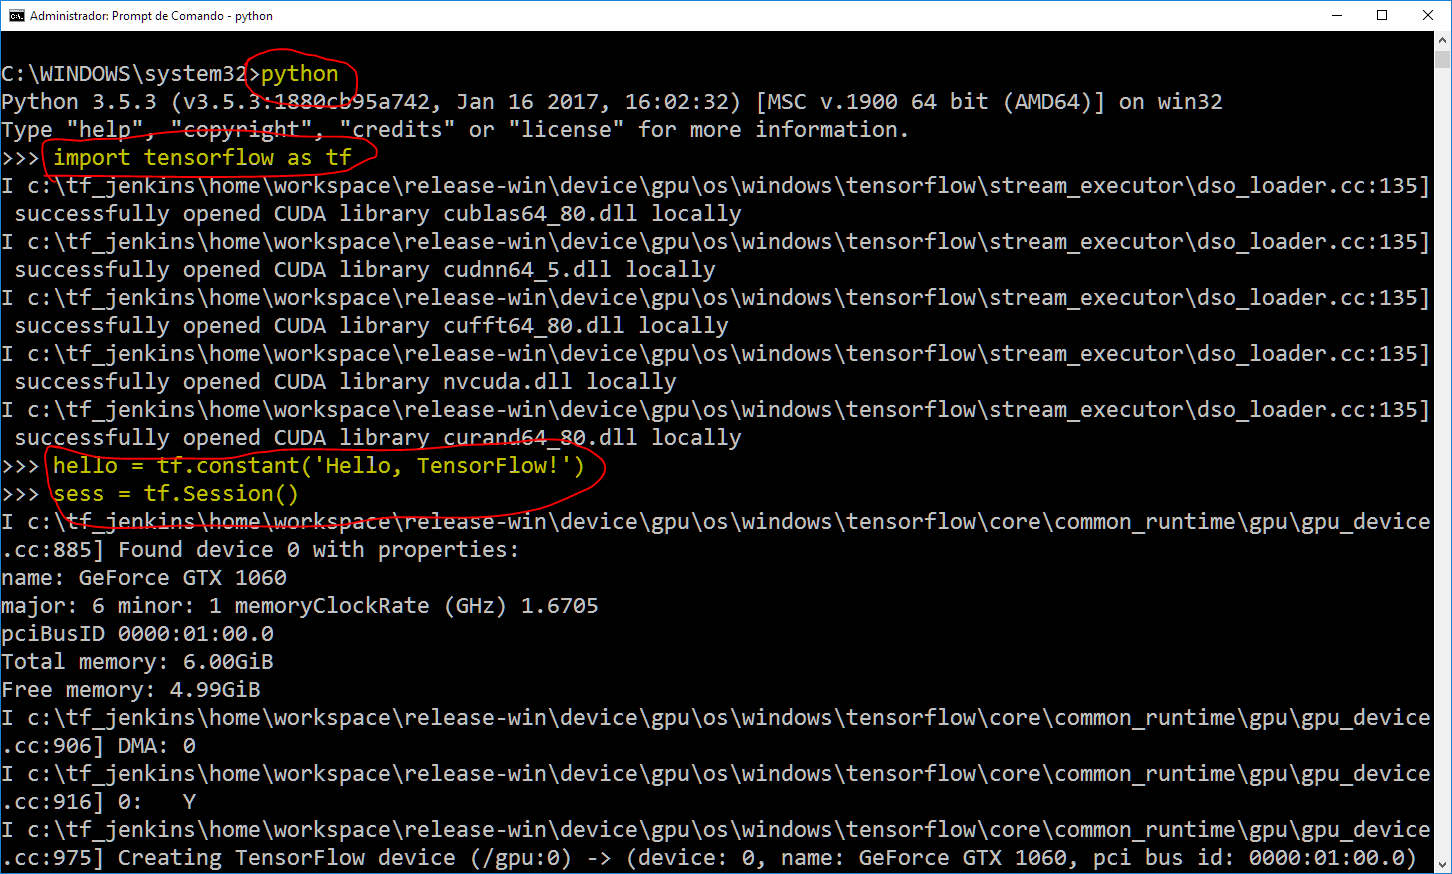 Administrador: Prompt de Comando - python
C:\WINDOWS\system32>python
Python 3.5.3 (v3.5.3:1880cb95a742, Jan 16 2017, 16:02:32) [MSC v.1900 64 bit (AMD64)] on win32
Type "help", "copyright", "credits" or "license" for more information.
>>> import tensorflow as tf
I c:\tf_jenkins\home\workspace\release-win\device\gpu\os\windows\tensorflow\stream_executor\dso_loader.cc:135]
 successfully opened CUDA library cublas64_80.dll locally
I c:\tf_jenkins\home\workspace\release-win\device\gpu\os\windows\tensorflow\stream_executor\dso_loader.cc:135]
 successfully opened CUDA library cudnn64_5.dll locally
I c:\tf_jenkins\home\workspace\release-win\device\gpu\os\windows\tensorflow\stream_executor\dso_loader.cc:135]
 successfully opened CUDA library cufft64_80.dll locally
I c:\tf_jenkins\home\workspace\release-win\device\gpu\os\windows\tensorflow\stream_executor\dso_loader.cc:135]
 successfully opened CUDA library nvcuda.dll locally
I c:\tf_jenkins\home\workspace\release-win\device\gpu\os\windows\tensorflow\stream_executor\dso_loader.cc:135]
 successfully opened CUDA library curand64_80.dll locally
>>> hello = tf.constant('Hello, TensorFlow!')
>>> sess = tf.Session()
I c:\tf_jenkins\home\workspace\release-win\device\gpu\os\windows\tensorflow\core\common_runtime\gpu\gpu_device
.cc:885] Found device 0 with properties:
name: GeForce GTX 1060
major: 6 minor: 1 memoryClockRate (GHz) 1.6705
pciBusID 0000:01:00.0
Total memory: 6.00GiB
Free memory: 4.99GiB
I c:\tf_jenkins\home\workspace\release-win\device\gpu\os\windows\tensorflow\core\common_runtime\gpu\gpu_device
.cc:906] DMA: 0
I c:\tf_jenkins\home\workspace\release-win\device\gpu\os\windows\tensorflow\core\common_runtime\gpu\gpu_device
.cc:916] 0:   Y
I c:\tf_jenkins\home\workspace\release-win\device\gpu\os\windows\tensorflow\core\common_runtime\gpu\gpu_device
.cc:975] Creating TensorFlow device (/gpu:0) -> (device: 0, name: GeForce GTX 1060, pci bus id: 0000:01:00.0)